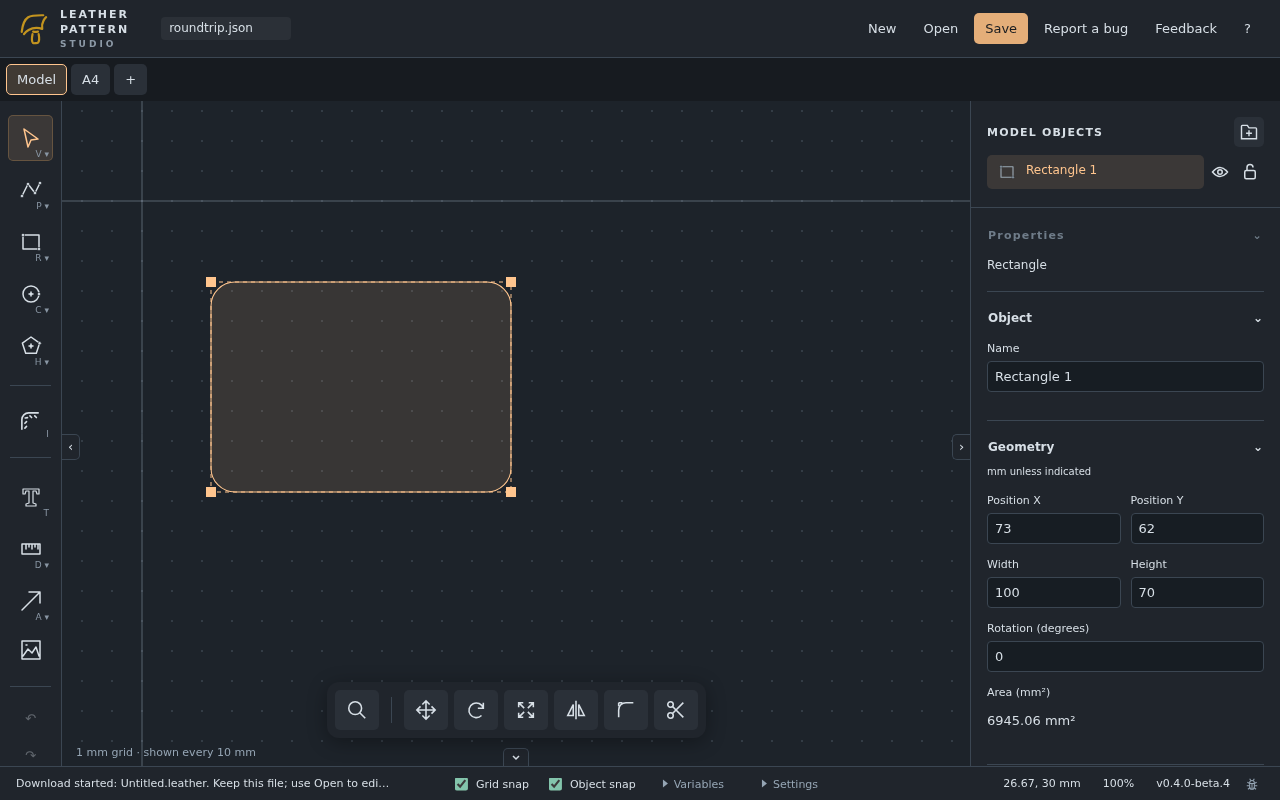 LEATHER
PATTERN
STUDIO
roundtrip.json
New
Open
Save
Report a bug
Feedback
?
Model
A4
+
V ▾
P ▾
R ▾
C ▾
H ▾
I
T
D ▾
A ▾
MODEL OBJECTS
Rectangle 1
Properties
Rectangle
Object
Name
Rectangle 1
Geometry
mm unless indicated
Position X
Position Y
73
62
Width
Height
100
70
Rotation (degrees)
0
Area (mm²)
6945.06 mm²
1 mm grid · shown every 10 mm
Download started: Untitled.leather. Keep this file; use Open to edi...
Grid snap
Object snap
Variables
Settings
26.67, 30 mm
100%
v0.4.0-beta.4